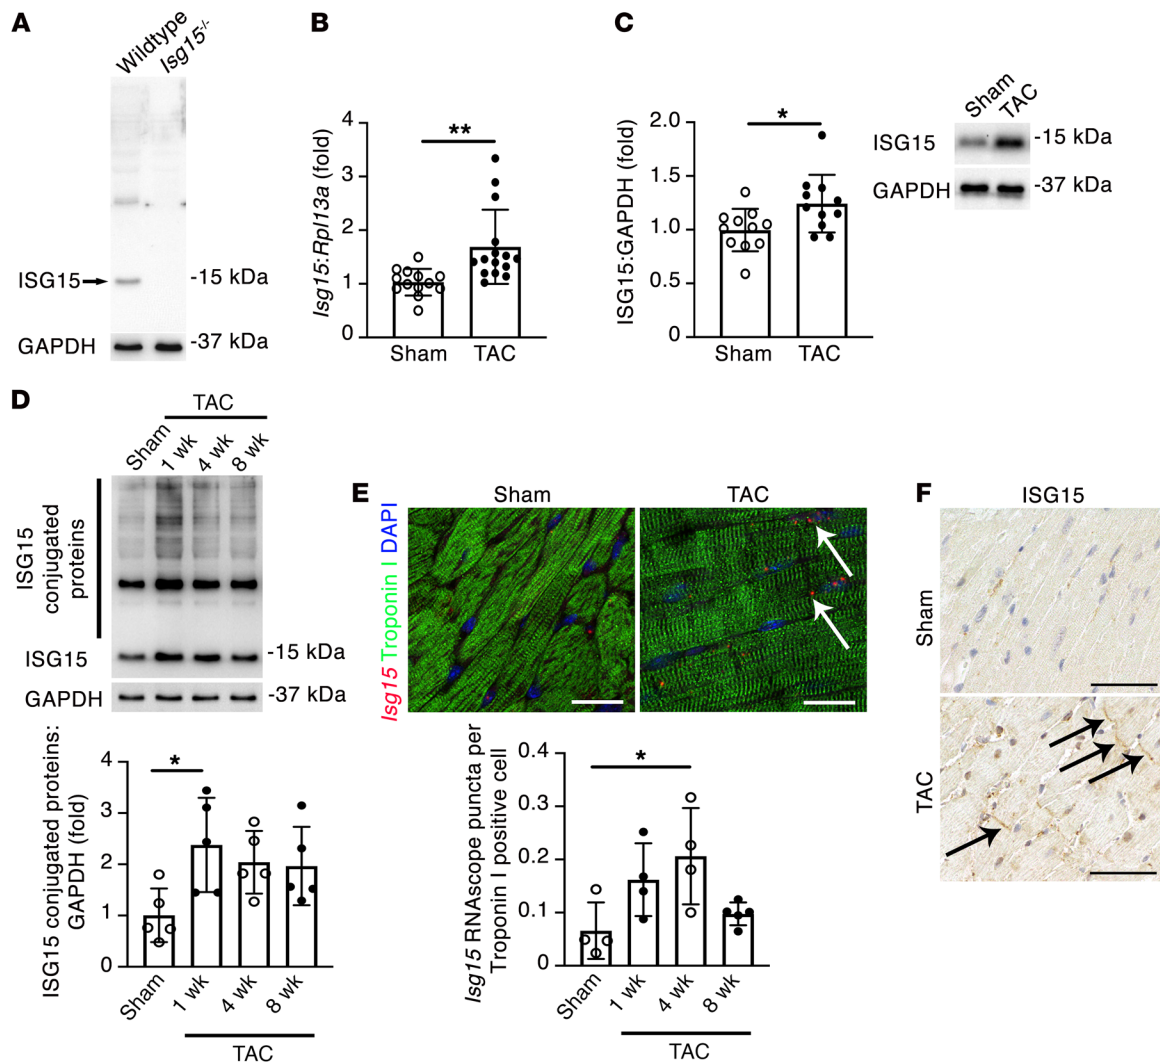 A
Wildtype
Isg15-/-
ISG15
-15 kDa
GAPDH
-37 kDa
B
Isg15:Rpl13a (fold)
4
3
2
1
0
**
Sham
TAC
C
ISG15:GAPDH (fold)
2.0
1.5
1.0
0.5
0.0
*
Sham
TAC
Sham
TAC
ISG15
-15 kDa
GAPDH
-37 kDa
D
TAC
Sham
1 wk
4 wk
8 wk
ISG15
conjugated
proteins
ISG15
-15 kDa
GAPDH
-37 kDa
ISG15 conjugated proteins:
GAPDH (fold)
4
3
2
1
0
*
Sham
1 wk
4 wk
8 wk
TAC
E
Sham
TAC
Isg15 Troponin I DAPI
Isg15 RNAscope puncta per
Troponin I positive cell
0.4
0.3
0.2
0.1
0
*
Sham
1 wk
4 wk
8 wk
TAC
F
ISG15
Sham
TAC